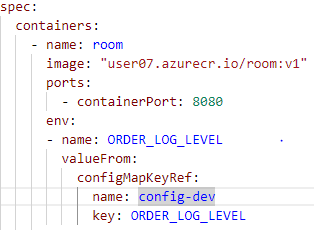 spec:
containers:
- name: room
image: "user07.azurecr.io/room:v1"
ports:
- containerPort: 8080
env:
- name: ORDER_LOG_LEVEL
valueFrom:
configMapKeyRef:
name: config-dev
key: ORDER_LOG_LEVEL